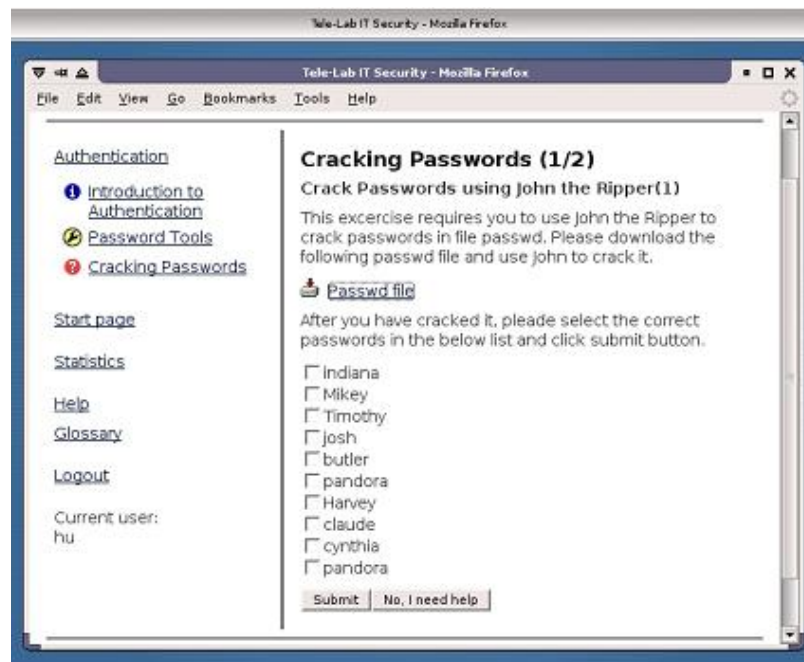 Tele-Lab IT Security - Mozilla Firefox
Tele-Lab IT Security - Mozilla Firefox
File Edit View Go Bookmarks Tools Help
Authentication
Introduction to
Authentication
Password Tools
Cracking Passwords
Start page
Statistics
Help
Glossary
Logout
Current user:
hu
Cracking Passwords (1/2)
Crack Passwords using John the Ripper(1)
This excercise requires you to use John the Ripper to
crack passwords in file passwd. Please download the
following passwd file and use John to crack it.
Passwd file
After you have cracked it, pleade select the correct
passwords in the below list and click submit button.
indiana
Mikey
Timothy
josh
butler
pandora
Harvey
claude
cynthia
pandora
Submit No, I need help